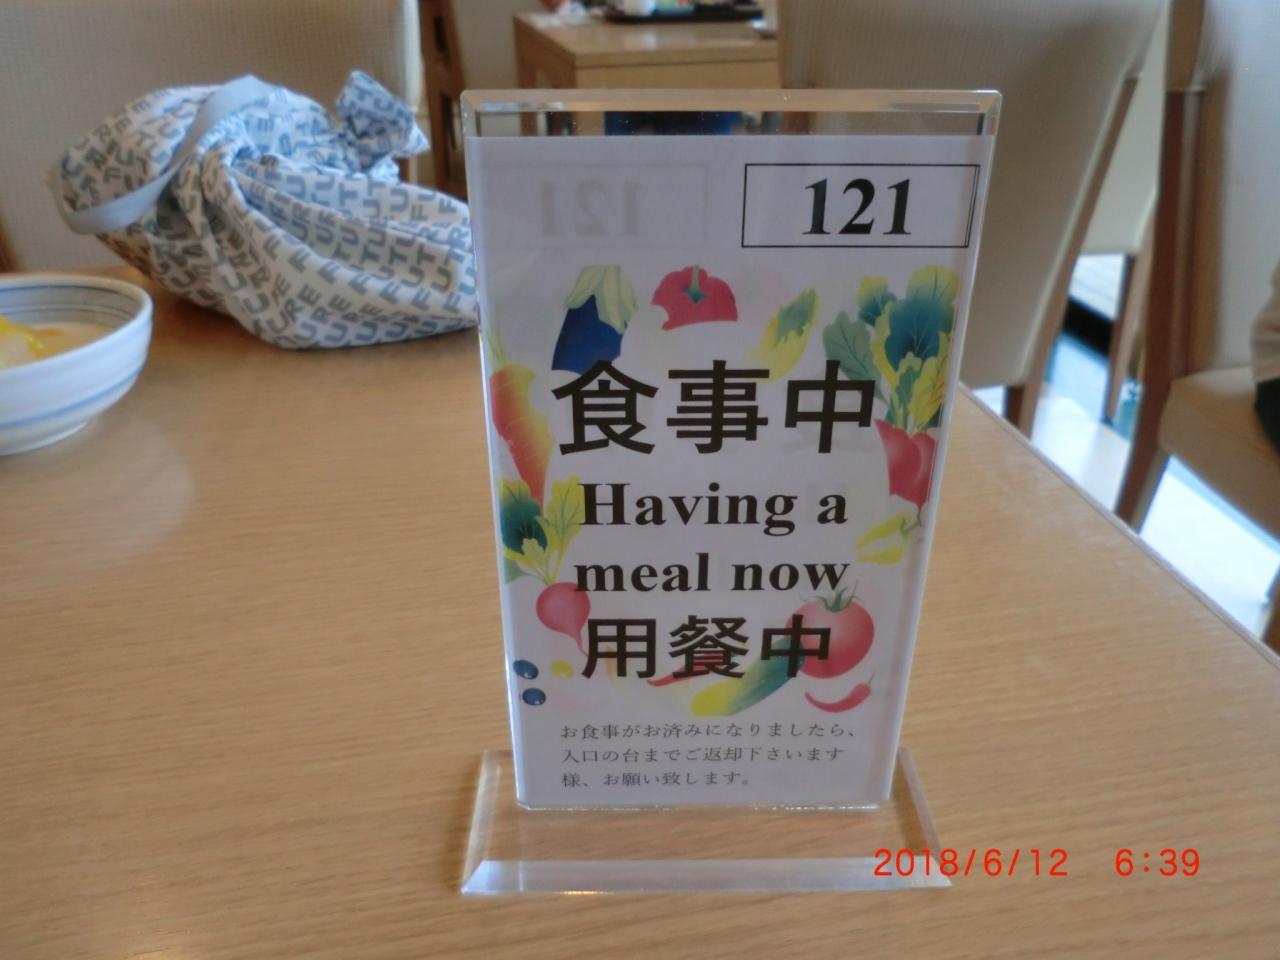 121
食事中
Having a
meal now
用餐中
お食事がお済みになりましたら、
入口の台までご返却下さいます
様、お願い致します。
2018/6/12 6:39
FUTURE